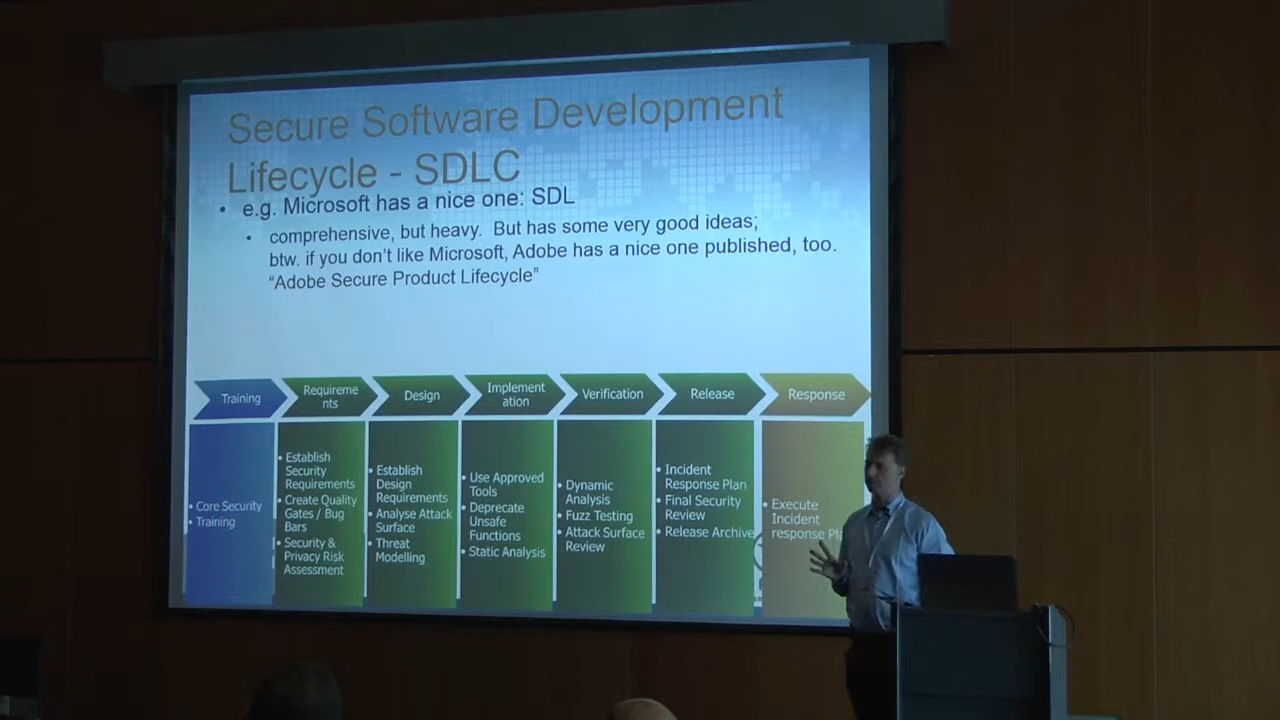 Secure Software Development
Lifecycle - SDLC
• e.g. Microsoft has a nice one: SDL
• comprehensive, but heavy. But has some very good ideas;
btw. if you don't like Microsoft, Adobe has a nice one published, too.
“Adobe Secure Product Lifecycle”
Training
Requireme
nts
Design
Implement
ation
Verification
Release
Response
• Core Security
• Training
• Establish
Security
Requirements
• Create Quality
Gates / Bug
Bars
• Security &
Privacy Risk
Assessment
• Establish
Design
Requirements
• Analyse Attack
Surface
• Threat
Modelling
• Use Approved
Tools
• Deprecate
Unsafe
Functions
• Static Analysis
• Dynamic
Analysis
• Fuzz Testing
• Attack Surface
Review
• Incident
Response Plan
• Final Security
Review
• Release Archive
• Execute
Incident
response